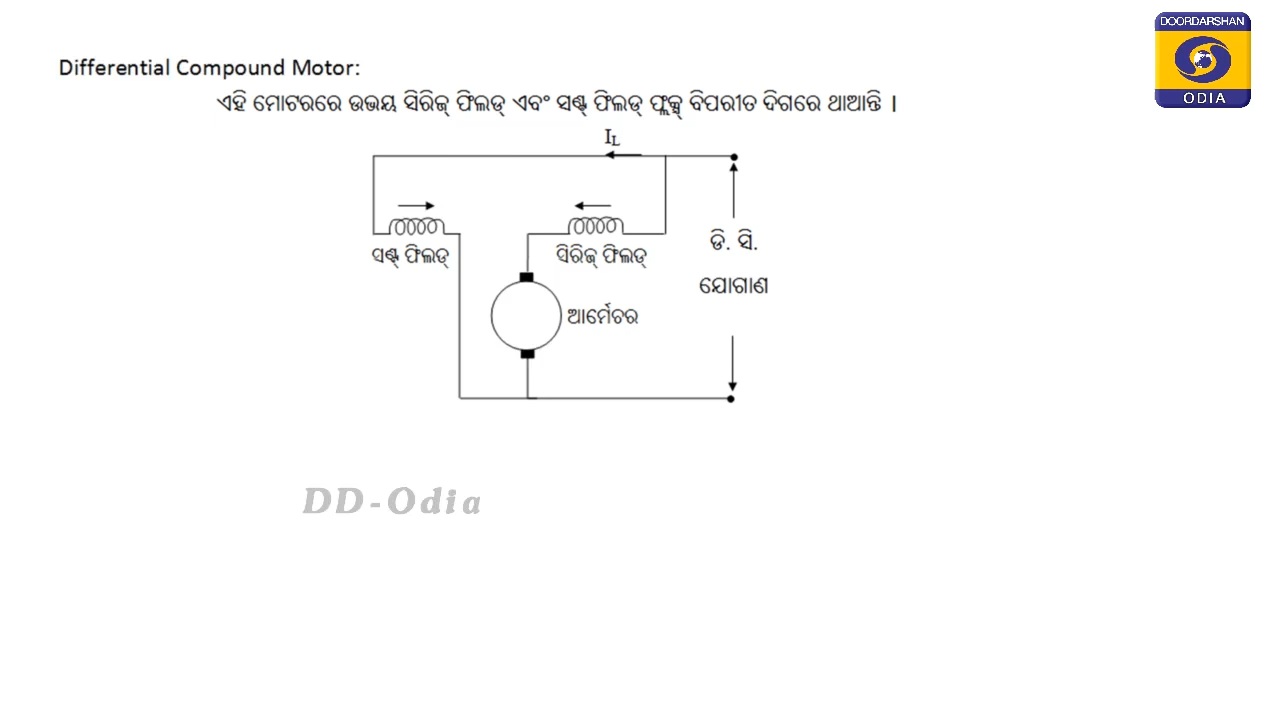 DOORDARSHAN
ODIA
Differential Compound Motor:
ଏହି ମୋଟରରେ ଉଭୟ ସିରିଜ୍ ଫିଲଡ୍ ଏବଂ ସଣ୍ଟ୍ ଫିଲଡ୍ ଫ୍ଲକ୍ସ୍ ବିପରୀତ ଦିଗରେ ଥାଆନ୍ତି ।
IL
ସଣ୍ଟ୍ ଫିଲଡ୍
ସିରିଜ୍ ଫିଲଡ୍
ଡି. ସି.
ଯୋଗାଣ
ଆର୍ମେଚର
DD-Odia